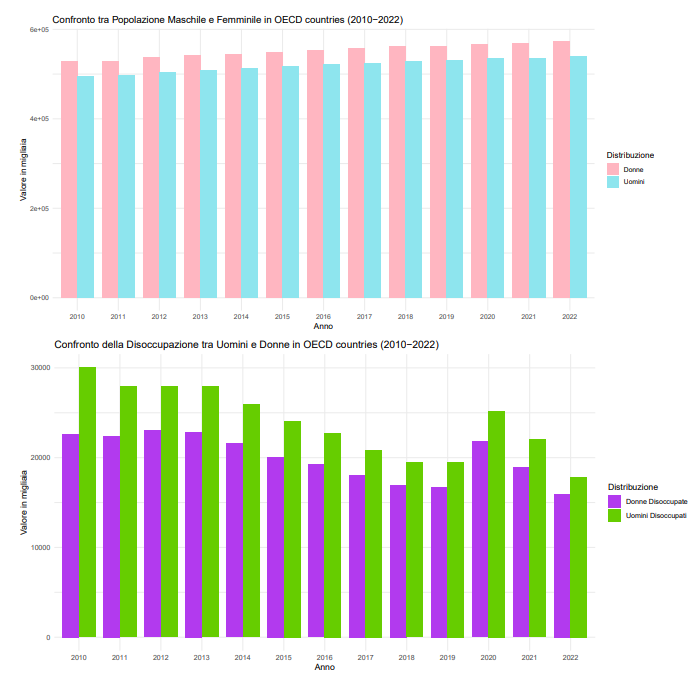 Confronto tra Popolazione Maschile e Femminile in OECD countries (2010−2022)
6e+05
4e+05
2e+05
0e+00
Valore in migliaia
2010 2011 2012 2013 2014 2015 2016 2017 2018 2019 2020 2021 2022
Anno
Distribuzione
Donne
Uomini
Confronto della Disoccupazione tra Uomini e Donne in OECD countries (2010−2022)
30000
20000
10000
0
Valore in migliaia
2010 2011 2012 2013 2014 2015 2016 2017 2018 2019 2020 2021 2022
Anno
Distribuzione
Donne Disoccupate
Uomini Disoccupati